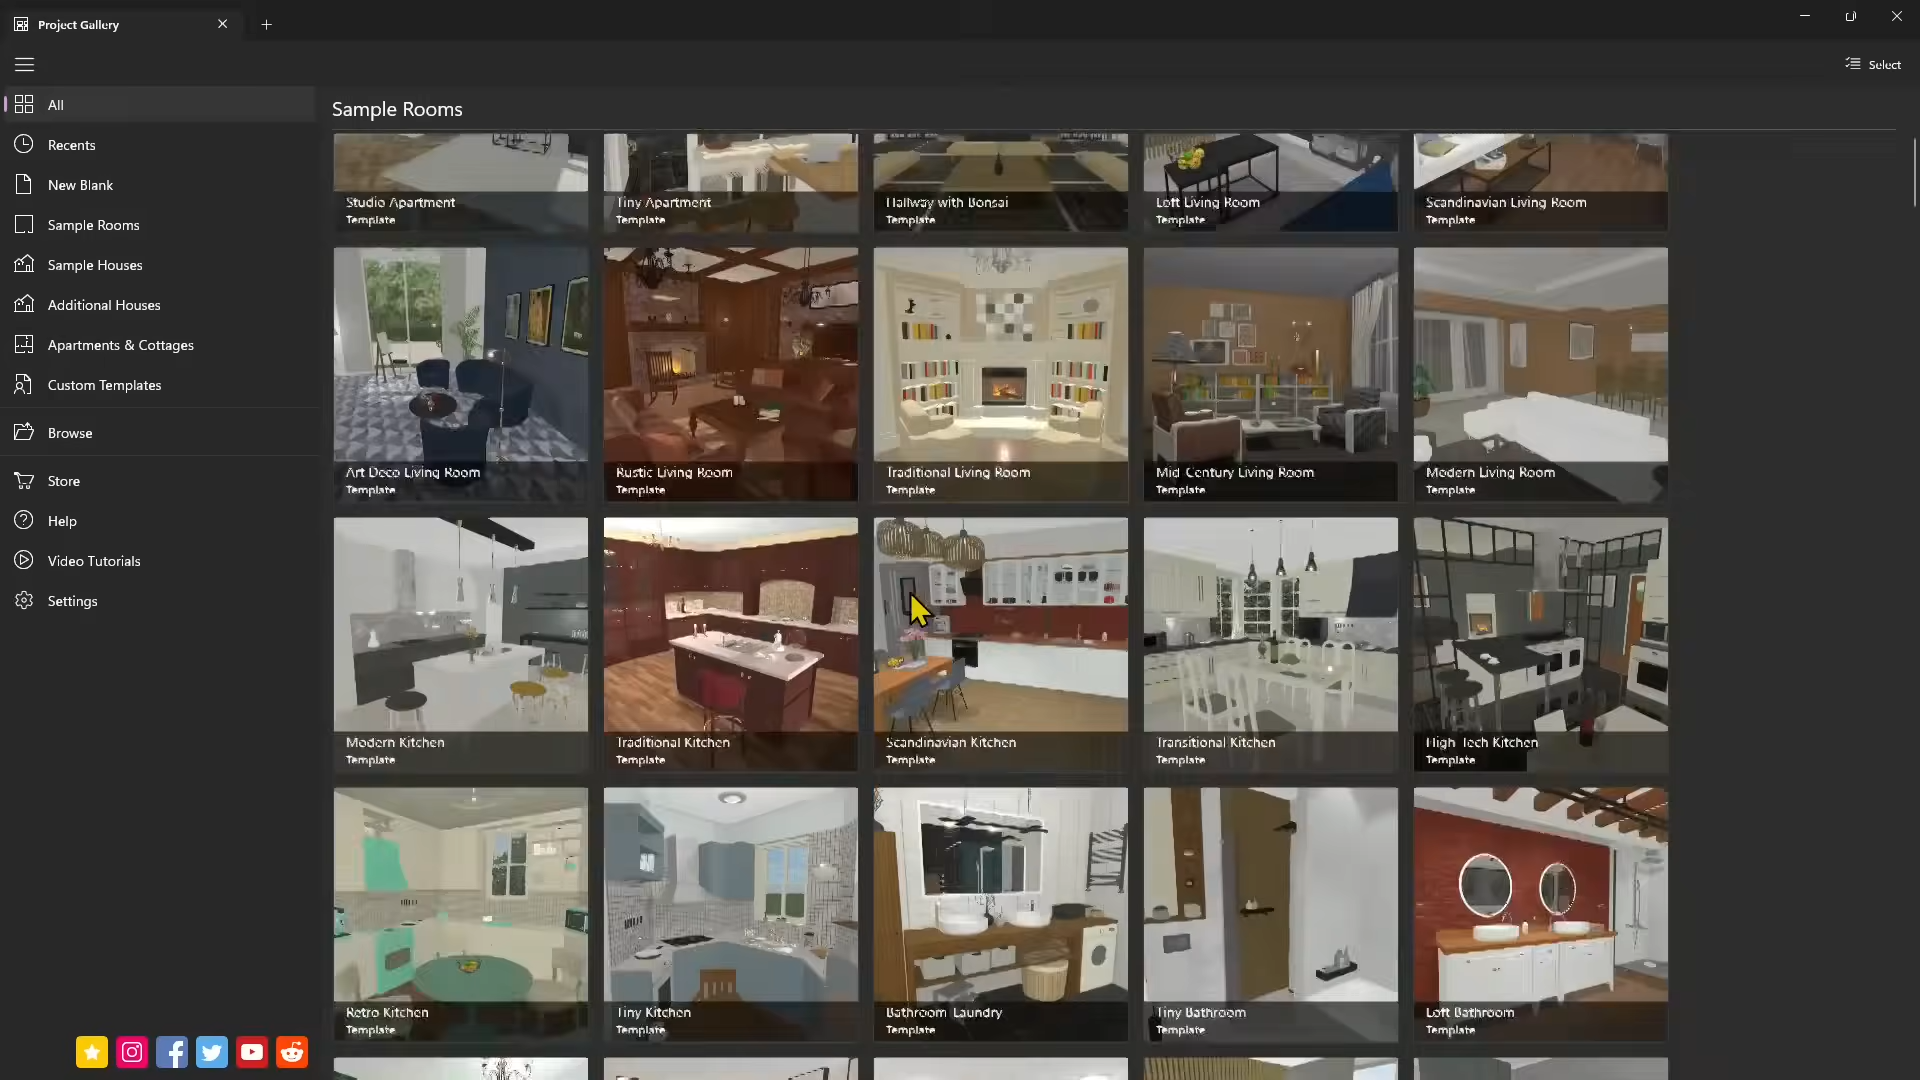 Project Gallery
Select
All
Recents
New Blank
Sample Rooms
Sample Houses
Additional Houses
Apartments & Cottages
Custom Templates
Browse
Store
Help
Video Tutorials
Settings
Sample Rooms
Studio Apartment
Template
Tiny Apartment
Template
Hallway with Bonsai
Template
Loft Living Room
Template
Scandinavian Living Room
Template
Art Deco Living Room
Template
Rustic Living Room
Template
Traditional Living Room
Template
Mid-Century Living Room
Template
Modern Living Room
Template
Modern Kitchen
Template
Traditional Kitchen
Template
Scandinavian Kitchen
Template
Transitional Kitchen
Template
High-Tech Kitchen
Template
Retro Kitchen
Template
Tiny Kitchen
Template
Bathroom-Laundry
Template
Tiny Bathroom
Template
Loft Bathroom
Template